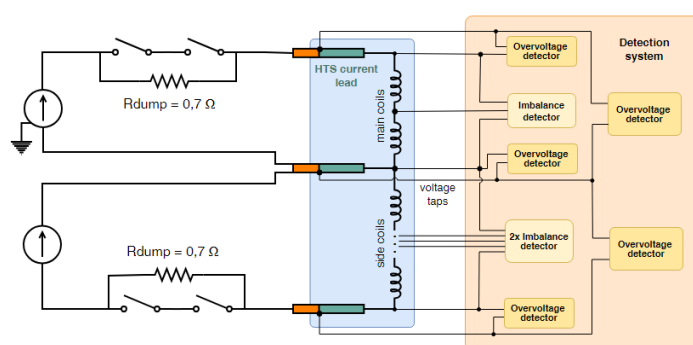 Overvoltage
detector
Detection
system
HTS current
lead
Rdump = 0,7 Ω
main coils
Imbalance
detector
Overvoltage
detector
Overvoltage
detector
voltage
taps
side coils
2x Imbalance
detector
Overvoltage
detector
Rdump = 0,7 Ω
Overvoltage
detector